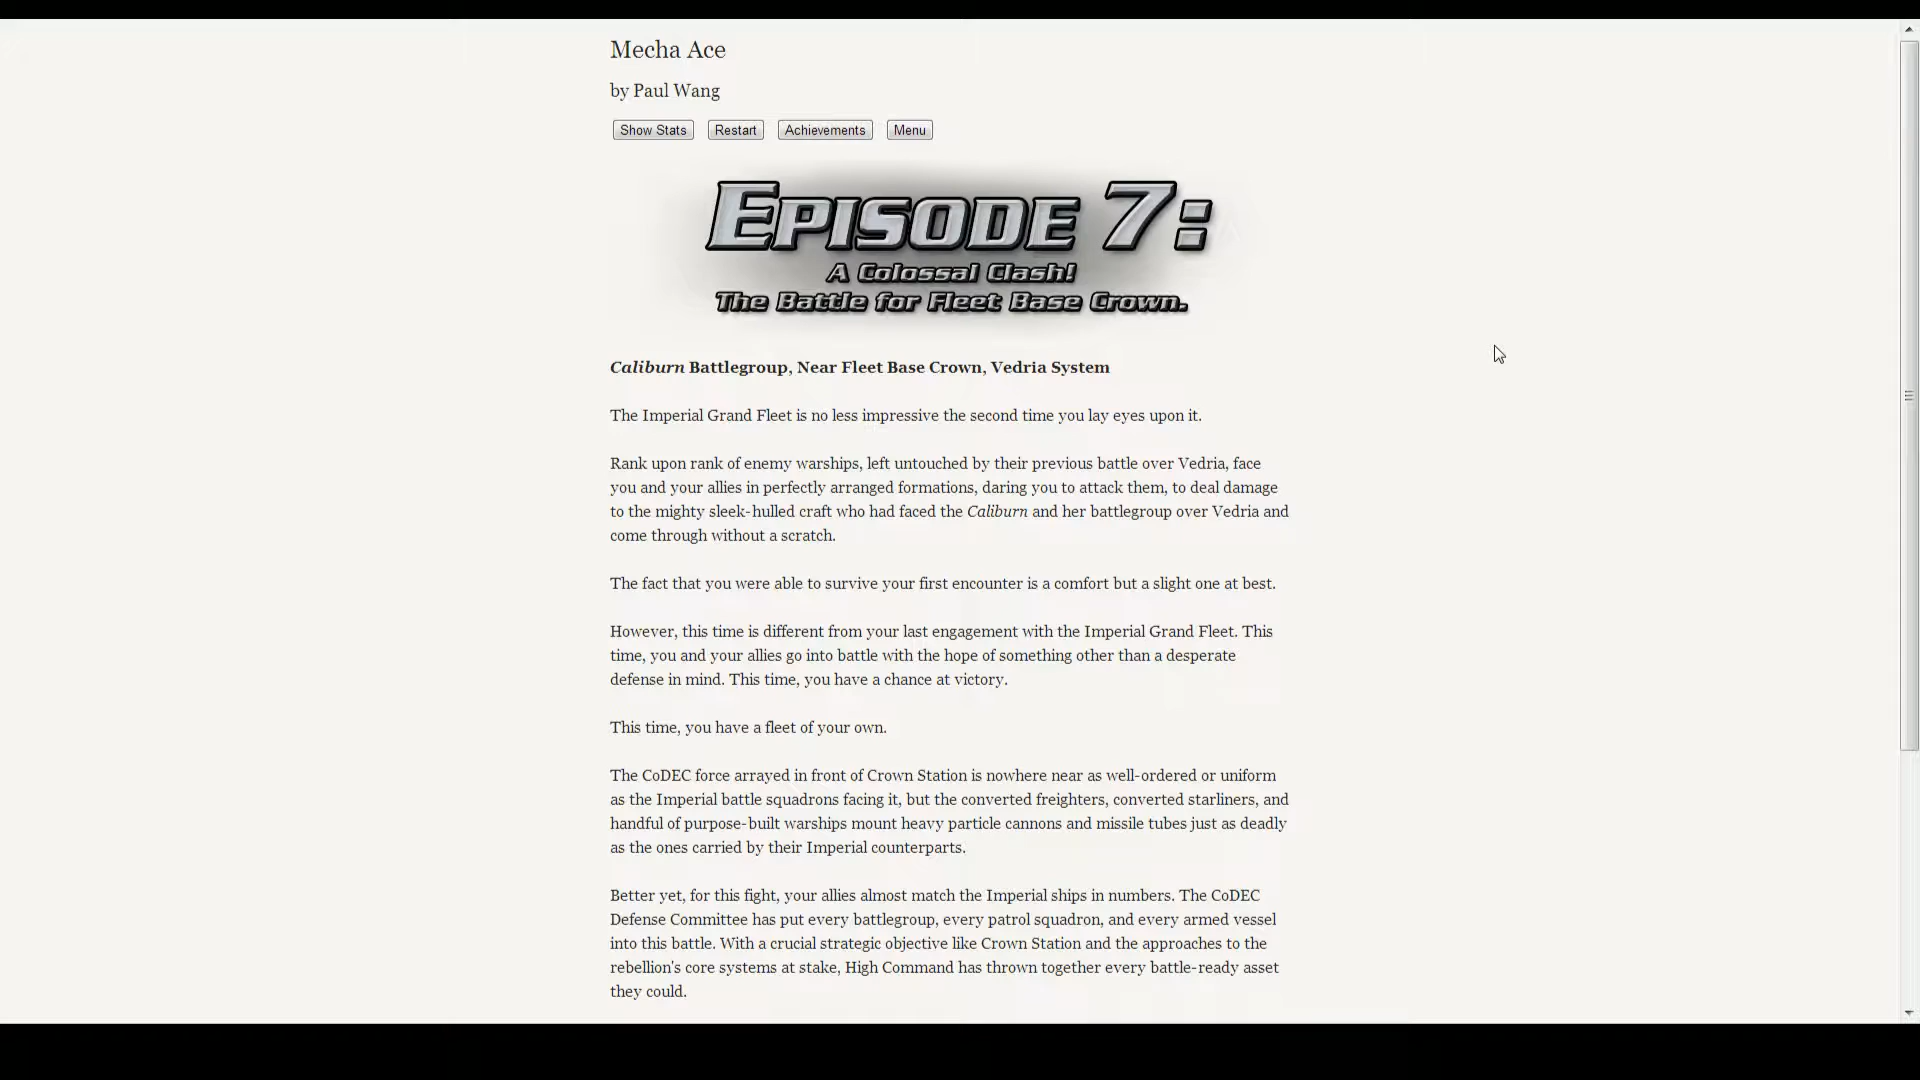 Mecha Ace
by Paul Wang
Show Stats Restart Achievements Menu
Episode 7:
A Colossal Clash!
The Battle for Fleet Base Crown.
Caliburn Battlegroup, Near Fleet Base Crown, Vedria System
The Imperial Grand Fleet is no less impressive the second time you lay eyes upon it.
Rank upon rank of enemy warships, left untouched by their previous battle over Vedria, face
you and your allies in perfectly arranged formations, daring you to attack them, to deal damage
to the mighty sleek-hulled craft who had faced the Caliburn and her battlegroup over Vedria and
come through without a scratch.
The fact that you were able to survive your first encounter is a comfort but a slight one at best.
However, this time is different from your last engagement with the Imperial Grand Fleet. This
time, you and your allies go into battle with the hope of something other than a desperate
defense in mind. This time, you have a chance at victory.
This time, you have a fleet of your own.
The CoDEC force arrayed in front of Crown Station is nowhere near as well-ordered or uniform
as the Imperial battle squadrons facing it, but the converted freighters, converted starliners, and
handful of purpose-built warships mount heavy particle cannons and missile tubes just as deadly
as the ones carried by their Imperial counterparts.
Better yet, for this fight, your allies almost match the Imperial ships in numbers. The CoDEC
Defense Committee has put every battlegroup, every patrol squadron, and every armed vessel
into this battle. With a crucial strategic objective like Crown Station and the approaches to the
rebellion's core systems at stake, High Command has thrown together every battle-ready asset
they could.